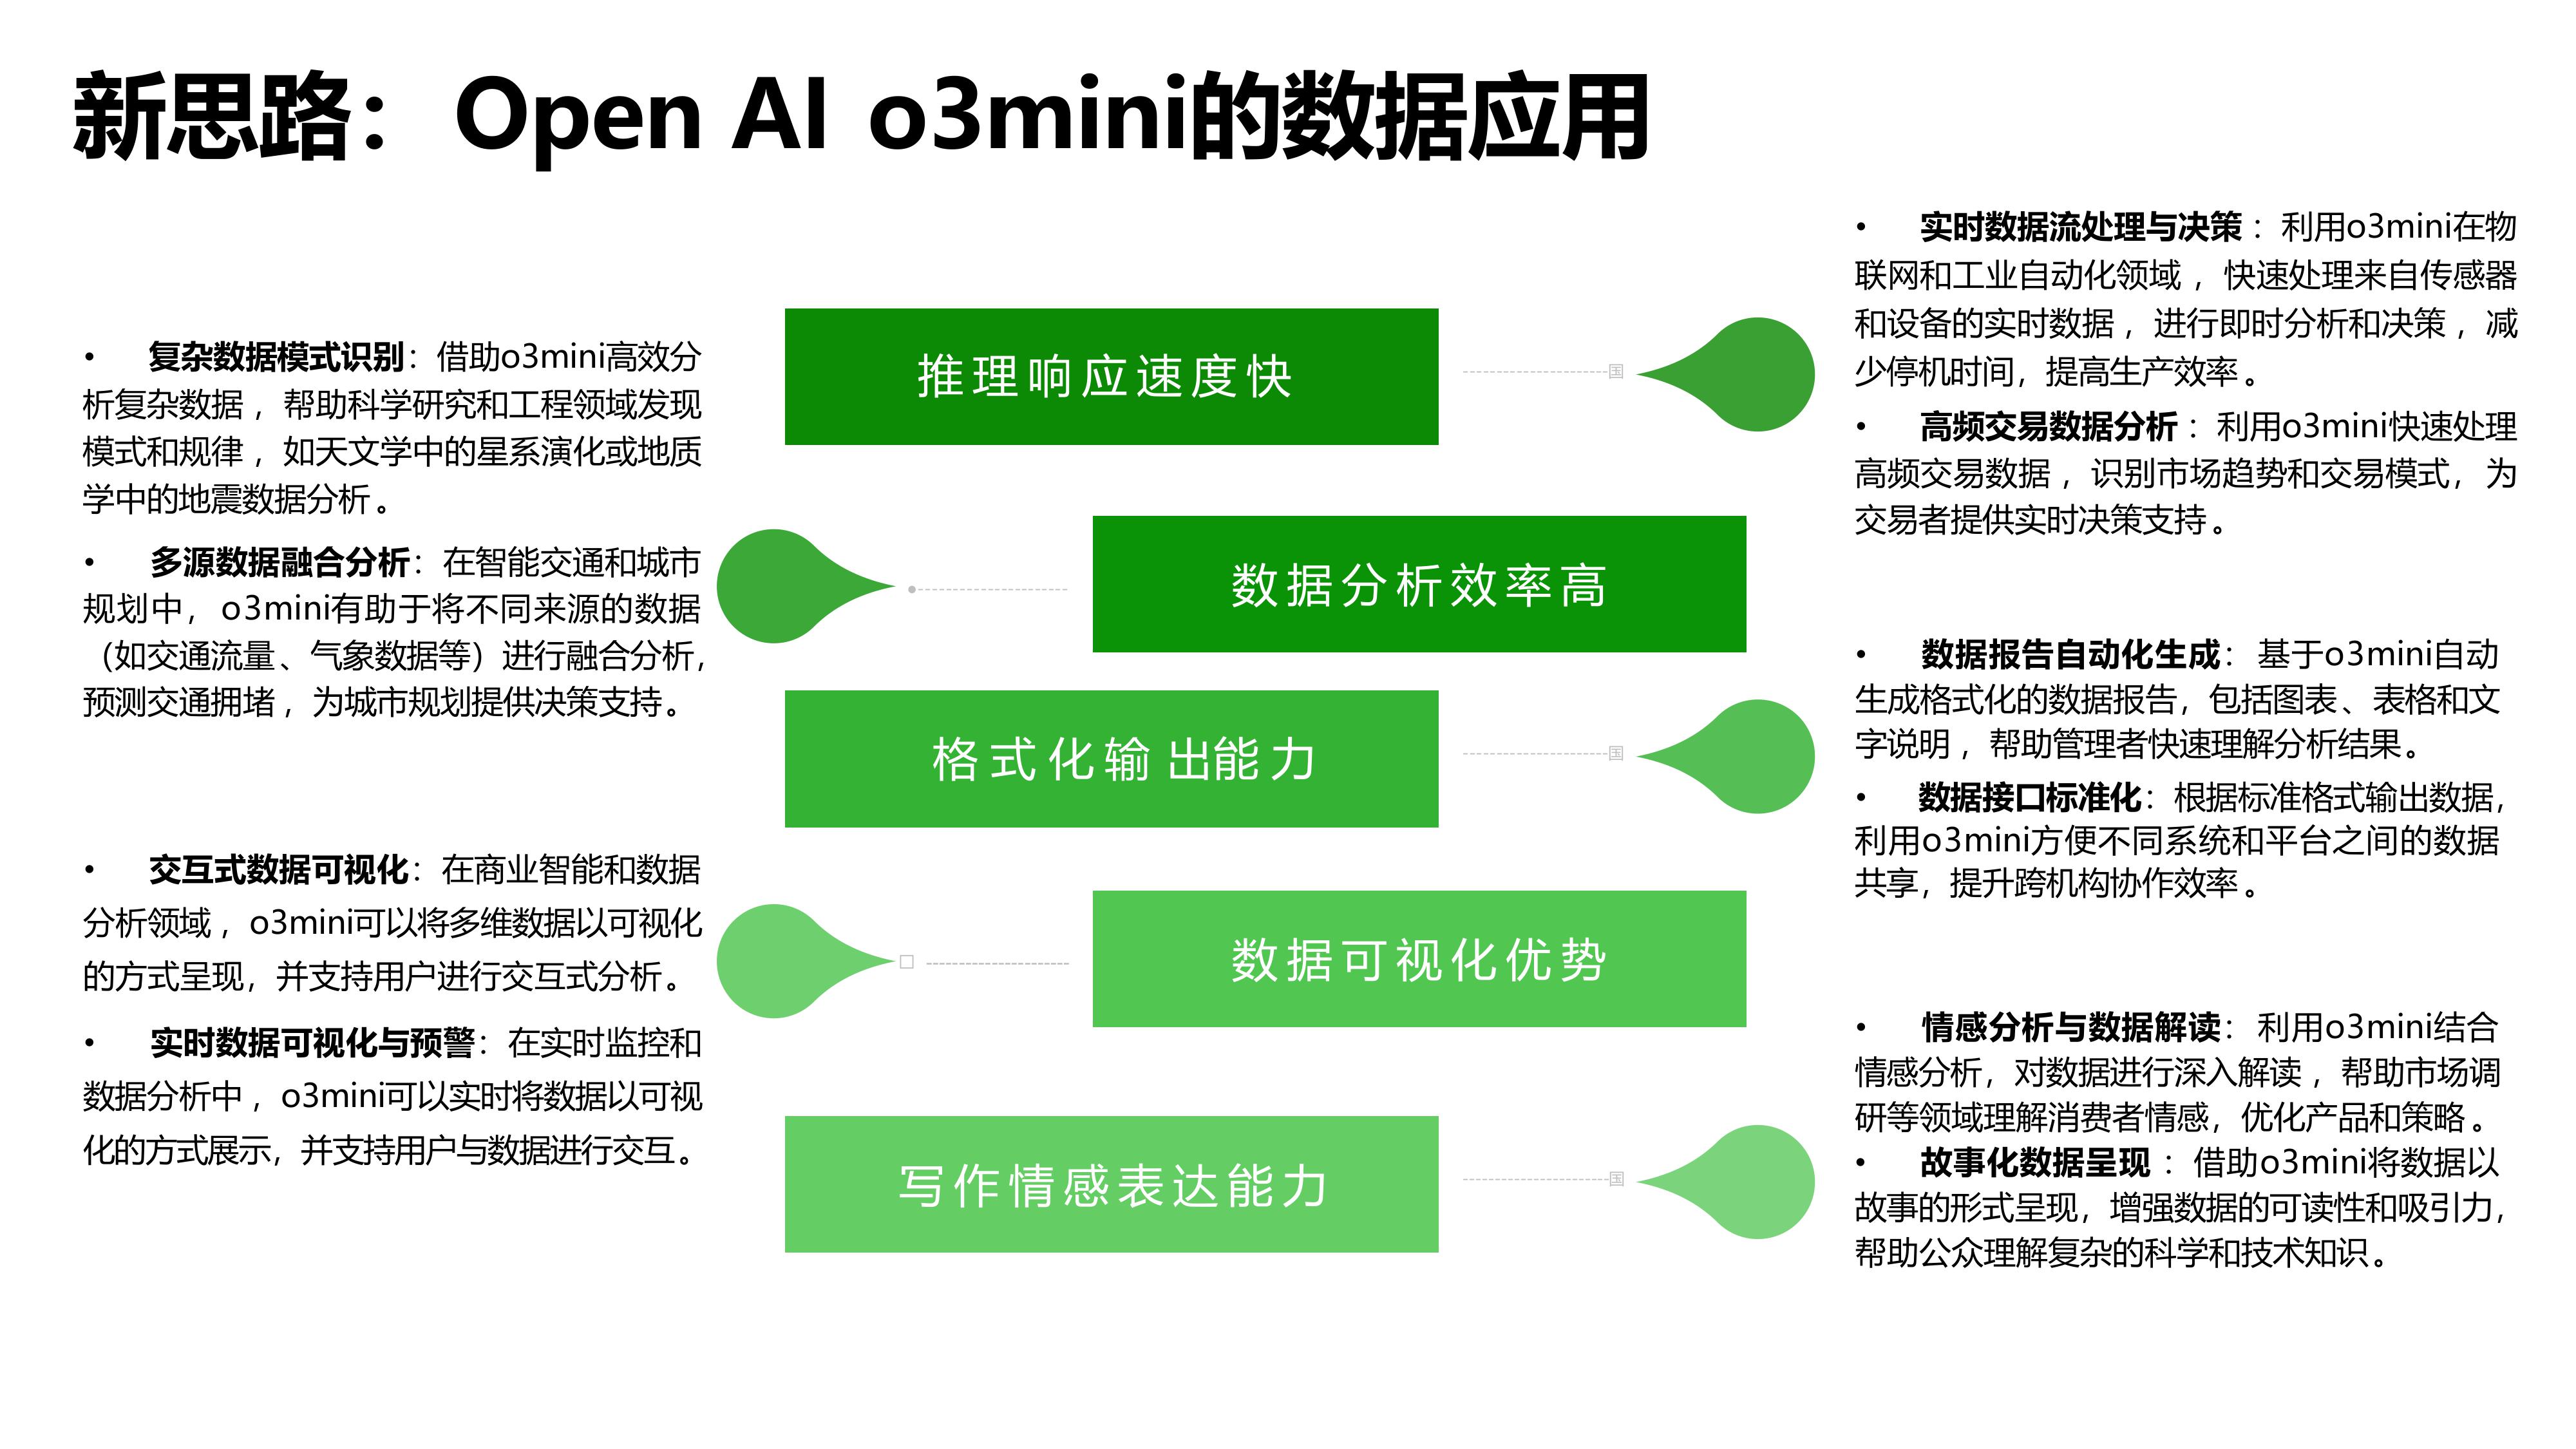 新思路：Open AI o3mini的数据应用
• 复杂数据模式识别：借助o3mini高效分
析复杂数据，帮助科学研究和工程领域发现
模式和规律，如天文学中的星系演化或地质
学中的地震数据分析。
• 多源数据融合分析：在智能交通和城市
规划中，o3mini有助于将不同来源的数据
（如交通流量、气象数据等）进行融合分析，
预测交通拥堵，为城市规划提供决策支持。
• 交互式数据可视化：在商业智能和数据
分析领域，o3mini可以将多维数据以可视化
的方式呈现，并支持用户进行交互式分析。
• 实时数据可视化与预警：在实时监控和
数据分析中，o3mini可以实时将数据以可视
化的方式展示，并支持用户与数据进行交互。
推理响应速度快
国
数据分析效率高
格式化输出能力
国
数据可视化优势
写作情感表达能力
国
• 实时数据流处理与决策：利用o3mini在物
联网和工业自动化领域，快速处理来自传感器
和设备的实时数据，进行即时分析和决策，减
少停机时间，提高生产效率。
• 高频交易数据分析：利用o3mini快速处理
高频交易数据，识别市场趋势和交易模式，为
交易者提供实时决策支持。
• 数据报告自动化生成：基于o3mini自动
生成格式化的数据报告，包括图表、表格和文
字说明，帮助管理者快速理解分析结果。
• 数据接口标准化：根据标准格式输出数据，
利用o3mini方便不同系统和平台之间的数据
共享，提升跨机构协作效率。
• 情感分析与数据解读：利用o3mini结合
情感分析，对数据进行深入解读，帮助市场调
研等领域理解消费者情感，优化产品和策略。
• 故事化数据呈现：借助o3mini将数据以
故事的形式呈现，增强数据的可读性和吸引力，
帮助公众理解复杂的科学和技术知识。